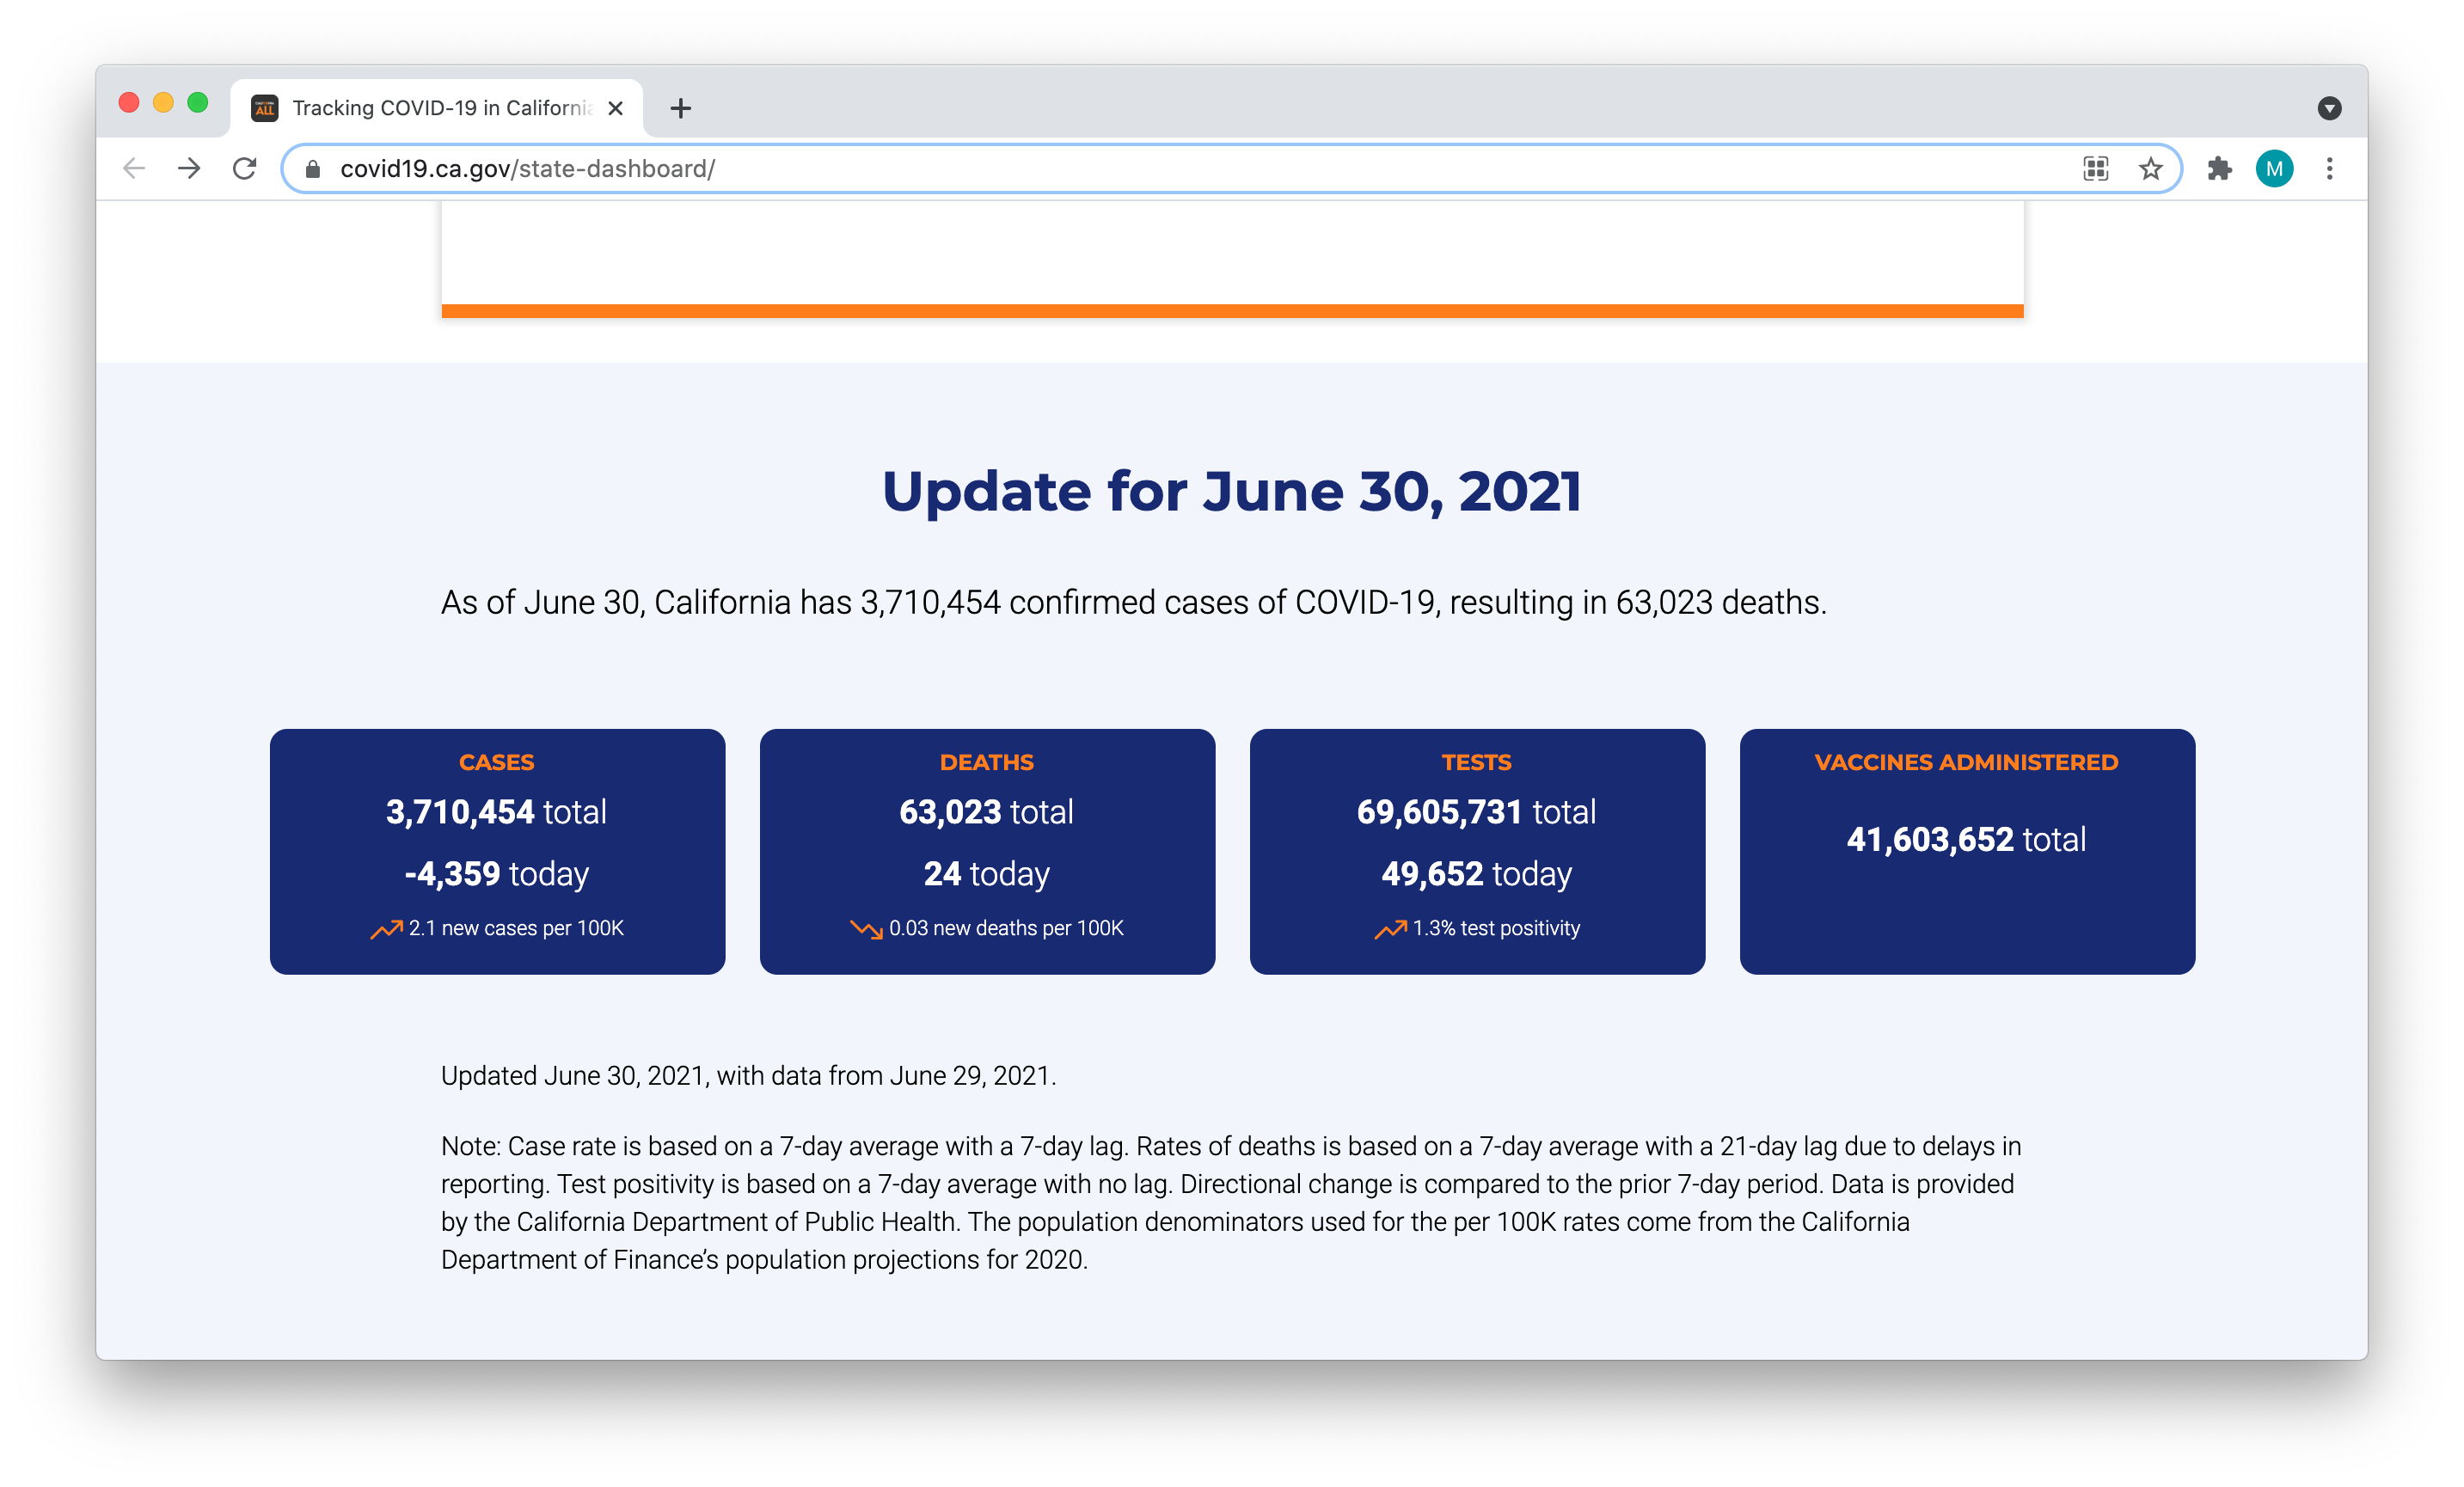 CALIFORNIA ALL
Tracking COVID-19 in California
covid19.ca.gov/state-dashboard/
M
Update for June 30, 2021
As of June 30, California has 3,710,454 confirmed cases of COVID-19, resulting in 63,023 deaths.
CASES
3,710,454 total
-4,359 today
2.1 new cases per 100K
DEATHS
63,023 total
24 today
0.03 new deaths per 100K
TESTS
69,605,731 total
49,652 today
1.3% test positivity
VACCINES ADMINISTERED
41,603,652 total
Updated June 30, 2021, with data from June 29, 2021.
Note: Case rate is based on a 7-day average with a 7-day lag. Rates of deaths is based on a 7-day average with a 21-day lag due to delays in
reporting. Test positivity is based on a 7-day average with no lag. Directional change is compared to the prior 7-day period. Data is provided
by the California Department of Public Health. The population denominators used for the per 100K rates come from the California
Department of Finance’s population projections for 2020.